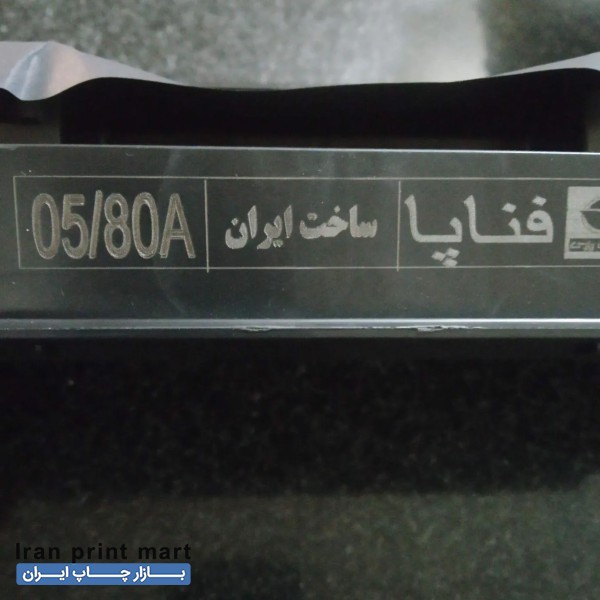 فناپا ساخت ایران 05/80A
Iran print mart
بازار چاپ ایران